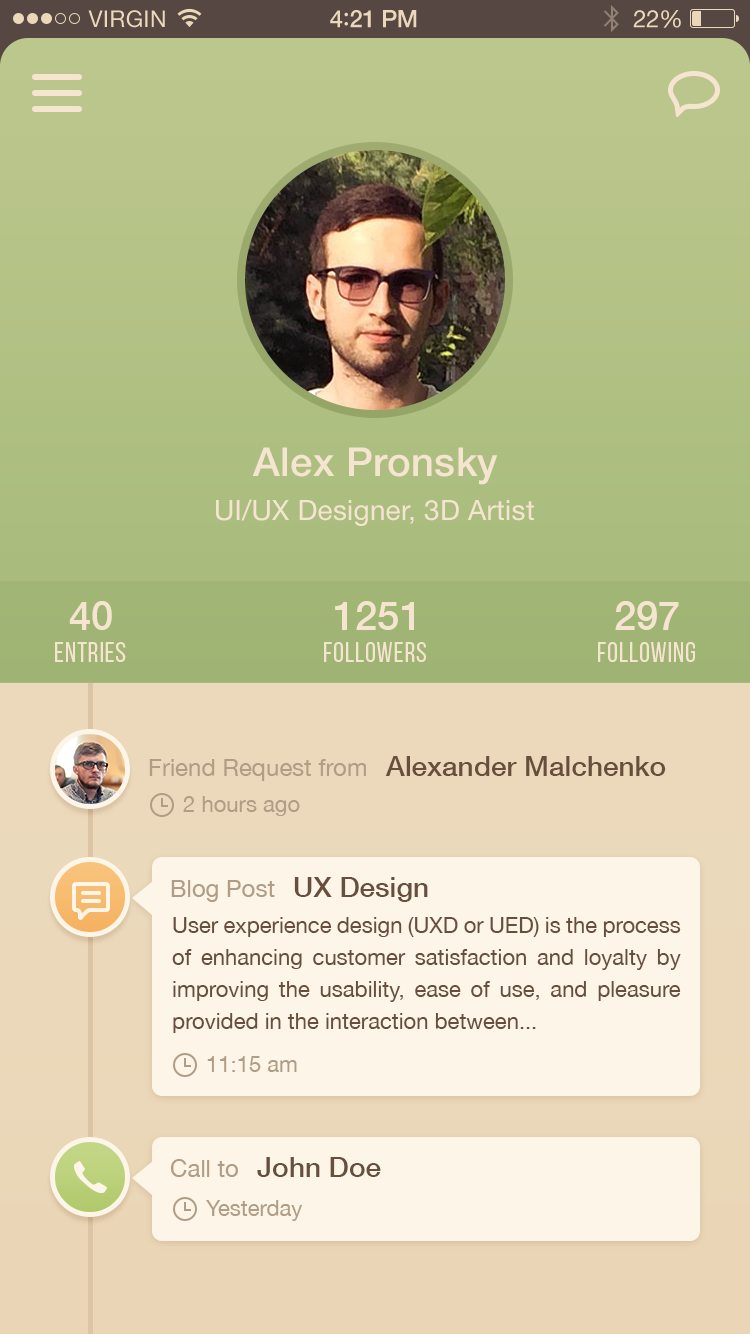 VIRGIN 4:21 PM 22%
Alex Pronsky
UI/UX Designer, 3D Artist
40 1251 297
ENTRIES FOLLOWERS FOLLOWING
Friend Request from Alexander Malchenko
2 hours ago
Blog Post UX Design
User experience design (UXD or UED) is the process
of enhancing customer satisfaction and loyalty by
improving the usability, ease of use, and pleasure
provided in the interaction between...
11:15 am
Call to John Doe
Yesterday